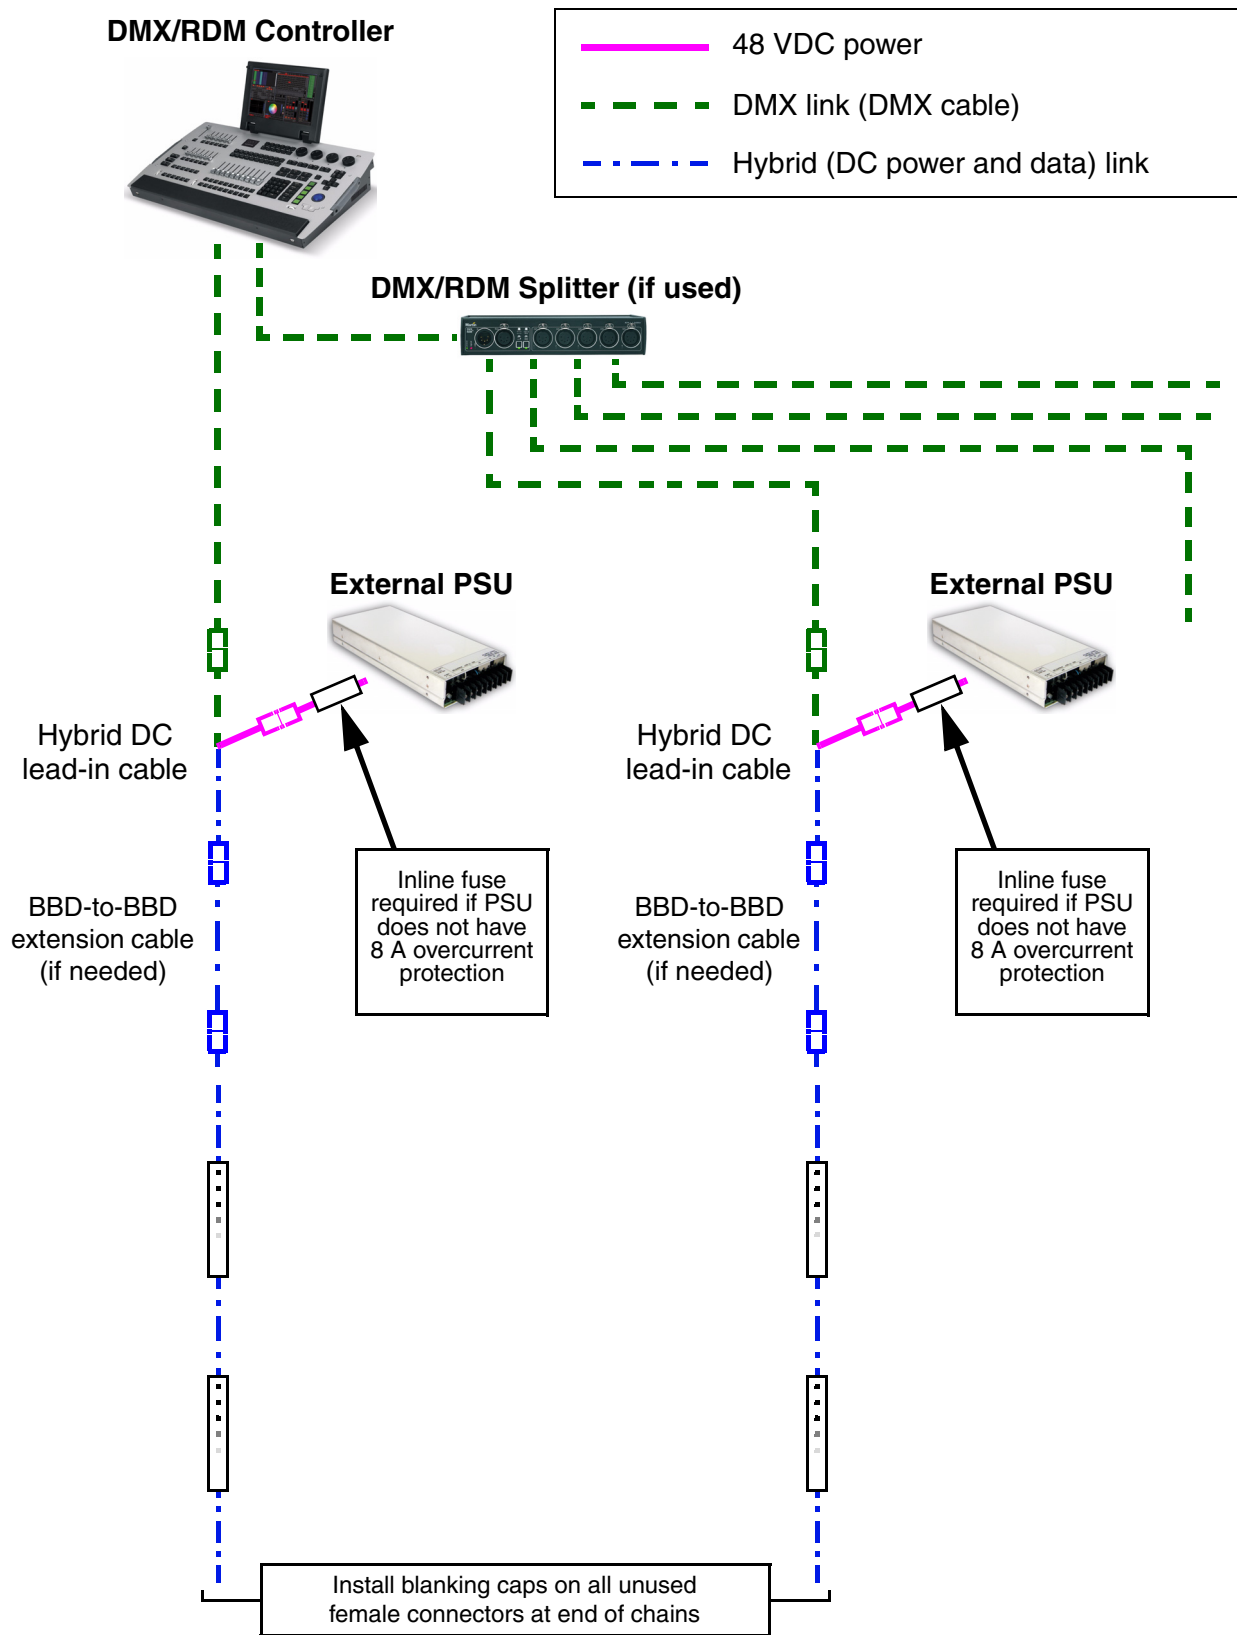 DMX/RDM Controller
48 VDC power
DMX link (DMX cable)
Hybrid (DC power and data) link
DMX/RDM Splitter (if used)
External PSU
External PSU
Hybrid DC
lead-in cable
Hybrid DC
lead-in cable
Inline fuse
required if PSU
does not have
8 A overcurrent
protection
Inline fuse
required if PSU
does not have
8 A overcurrent
protection
BBD-to-BBD
extension cable
(if needed)
BBD-to-BBD
extension cable
(if needed)
Install blanking caps on all unused
female connectors at end of chains